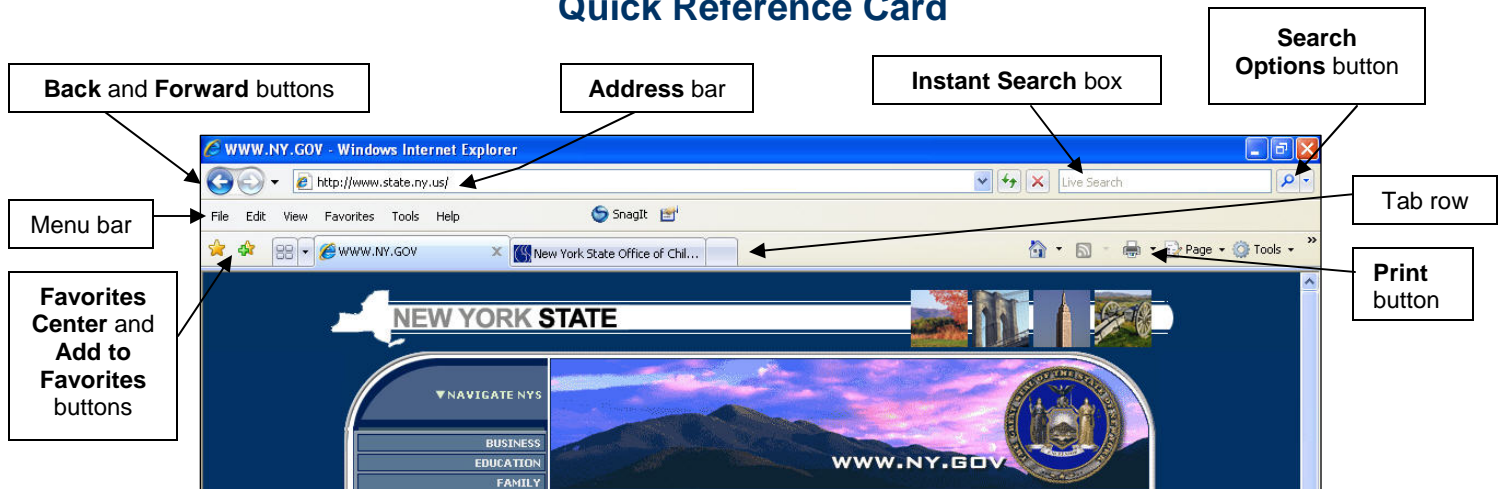 Quick Reference Card
Search
Options button
Back and Forward buttons
Address bar
Instant Search box
WWW.NY.GOV - Windows Internet Explorer
http://www.state.ny.us/
Live Search
Menu bar
File Edit View Favorites Tools Help
SnagIt
Tab row
WWW.NY.GOV
New York State Office of Chil...
Page
Tools
Favorites
Center and
Add to
Favorites
buttons
Print
button
NEW YORK STATE
NAVIGATE NYS
BUSINESS
EDUCATION
FAMILY
WWW.NY.GOV